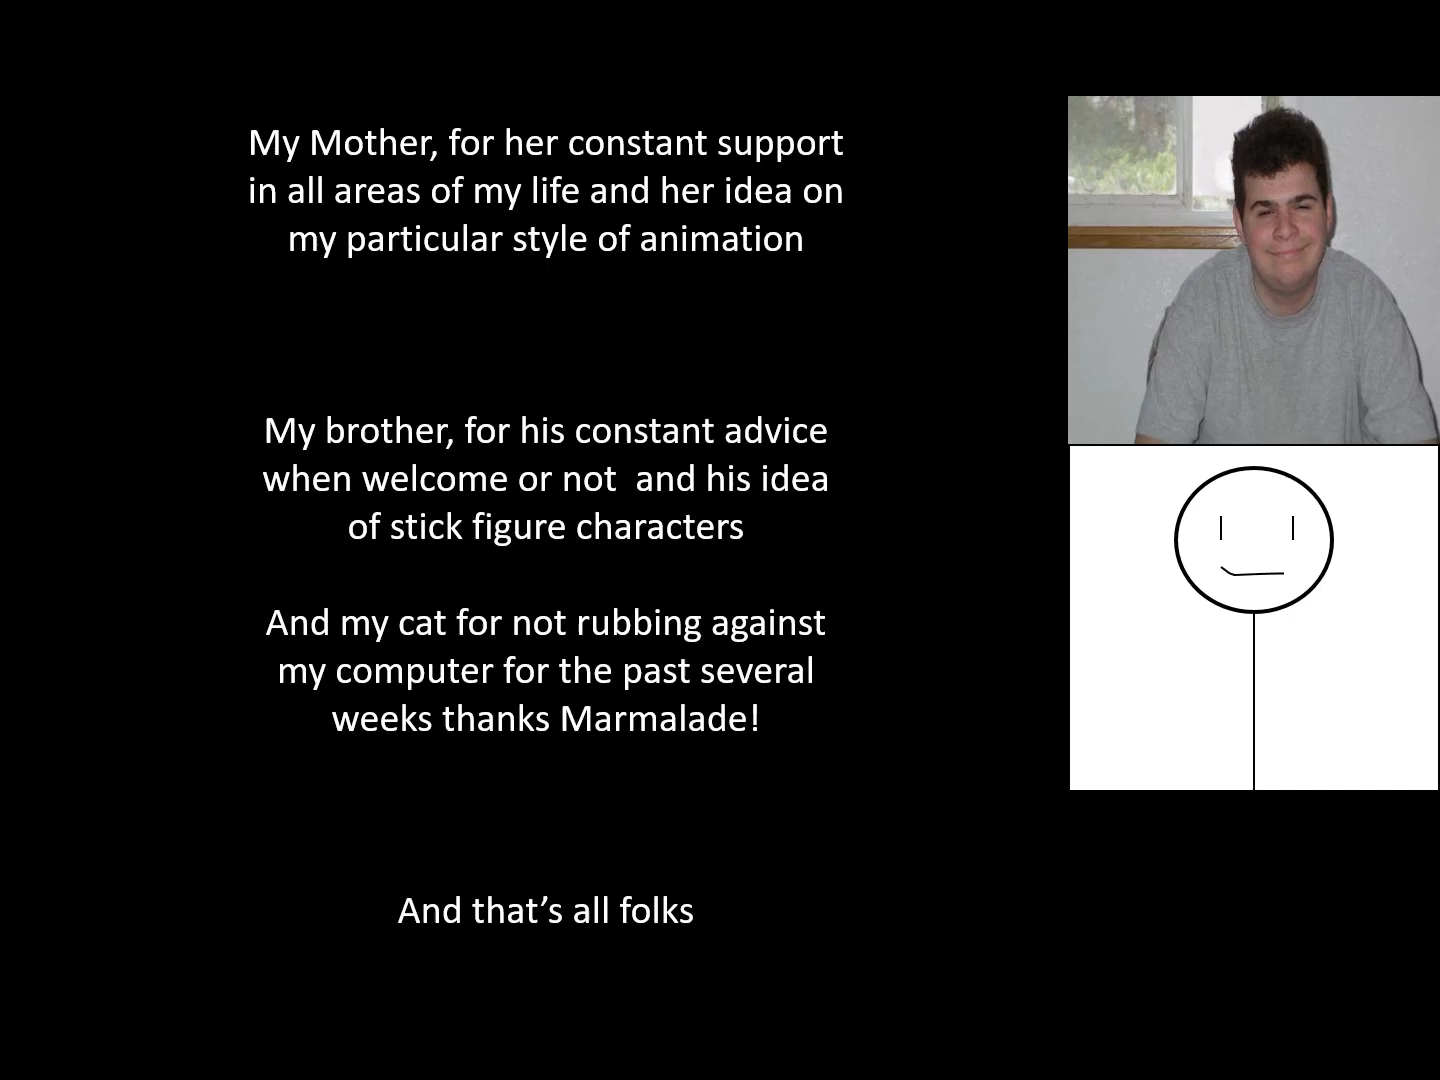 My Mother, for her constant support
in all areas of my life and her idea on
my particular style of animation
My brother, for his constant advice
when welcome or not  and his idea
of stick figure characters
And my cat for not rubbing against
my computer for the past several
weeks thanks Marmalade!
And that’s all folks